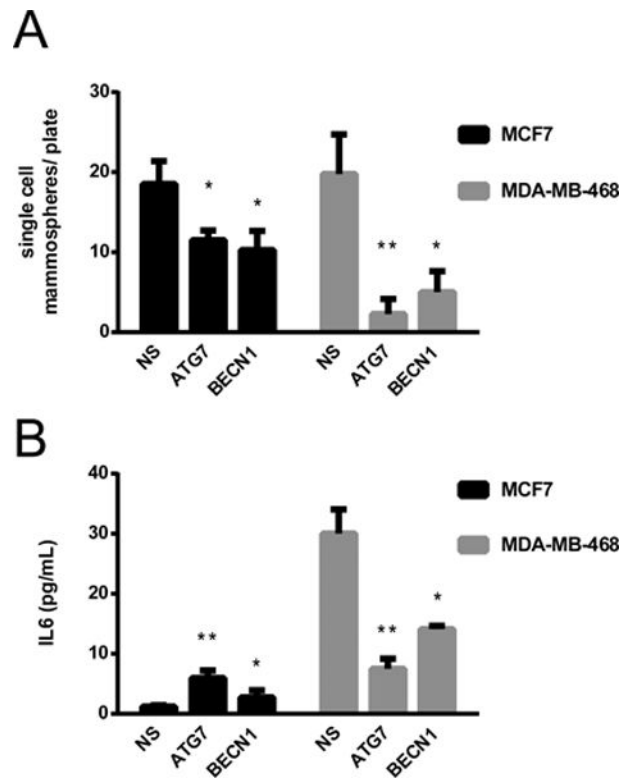 A
single cell
mammospheres/ plate
30
20
10
0
*
*
**
*
NS
ATG7
BECN1
NS
ATG7
BECN1
MCF7
MDA-MB-468
B
IL6 (pg/mL)
40
30
20
10
0
**
*
**
*
NS
ATG7
BECN1
NS
ATG7
BECN1
MCF7
MDA-MB-468